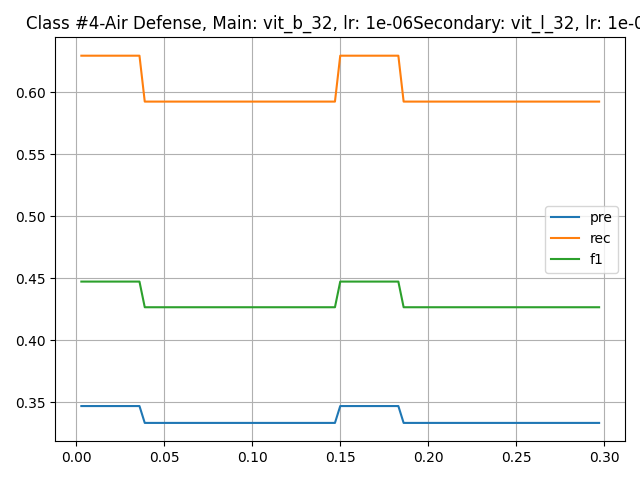 Class #4-Air Defense, Main: vit_b_32, lr: 1e-06Secondary: vit_l_32, lr: 1e-0
0.60
0.55
0.50
0.45
0.40
0.35
pre
rec
f1
0.00 0.05 0.10 0.15 0.20 0.25 0.30